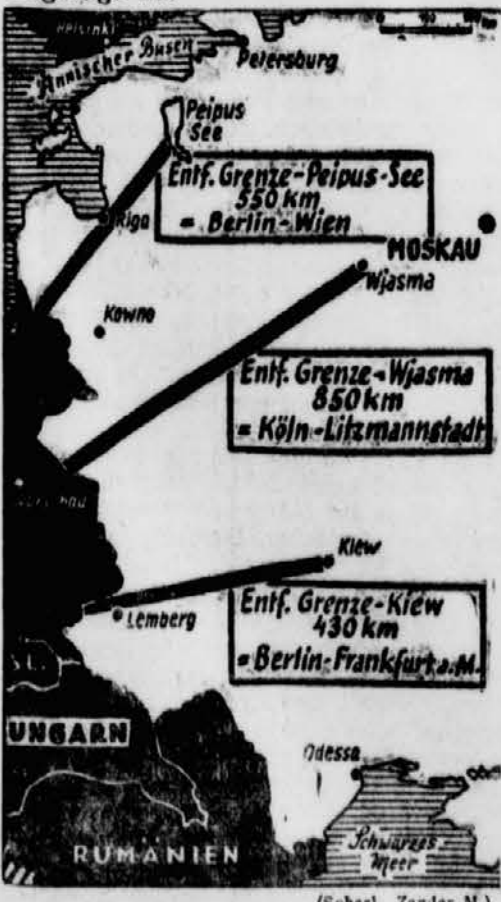 Helsinki
Finnischer Busen
Petersburg
Peipus
See
Entf. Grenze-Peipus-See
550 km
= Berlin-Wien
Riga
MOSKAU
Wjasma
Kowno
Entf. Grenze-Wjasma
850 km
= Köln-Litzmannstadt
Kiew
Lemberg
Entf. Grenze-Kiew
430 km
= Berlin-Frankfurt a. M.
UNGARN
Odessa
Schwarzes
Meer
RUMÄNIEN